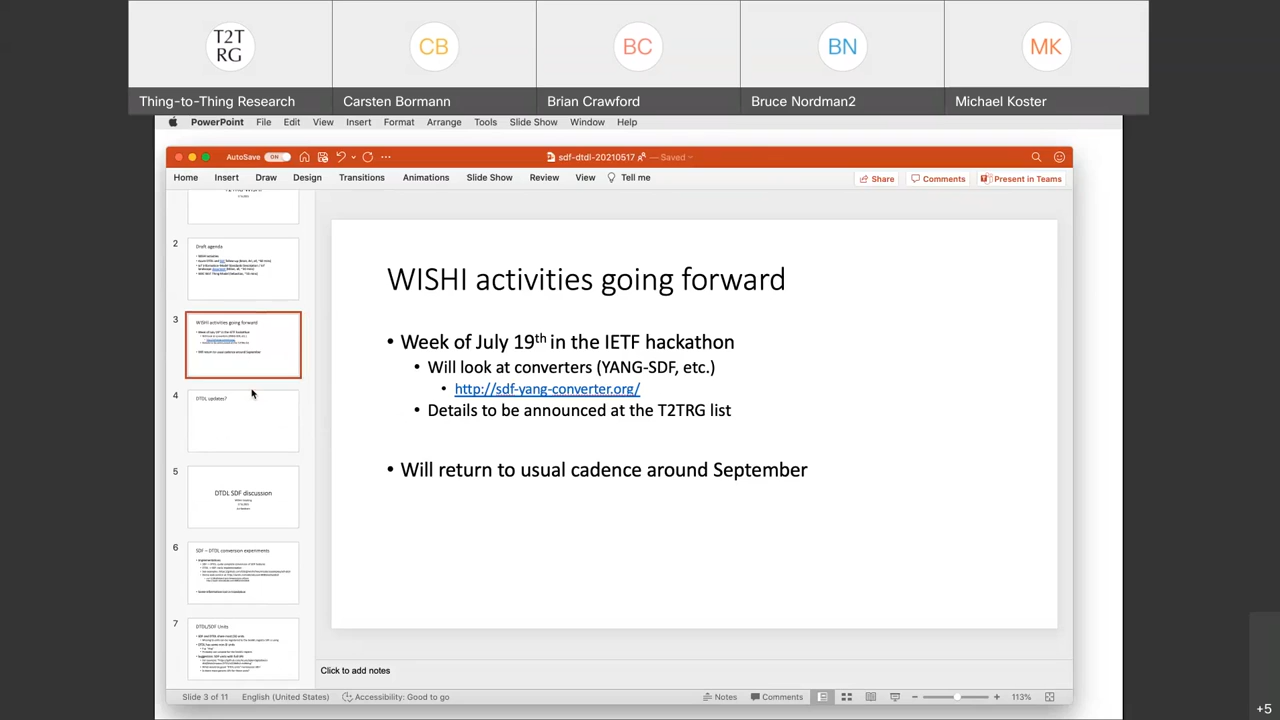 T2T
RG
CB
BC
BN
MK
Thing-to-Thing Research
Carsten Bormann
Brian Crawford
Bruce Nordman2
Michael Koster
PowerPoint File Edit View Insert Format Arrange Tools Slide Show Window Help
AutoSave ON
sdf-dtdl-20210517 — Saved
Home Insert Draw Design Transitions Animations Slide Show Review View Tell me
Share Comments Present in Teams
2
Draft agenda
3
WISHI activities going forward
4
DTDL updates?
5
DTDL SDF discussion
6
SDF – DTDL conversion experiments
7
DTDL/SDF Units
WISHI activities going forward
• Week of July 19th in the IETF hackathon
• Will look at converters (YANG-SDF, etc.)
• http://sdf-yang-converter.org/
• Details to be announced at the T2TRG list
• Will return to usual cadence around September
Click to add notes
Slide 3 of 11 English (United States) Accessibility: Good to go Notes Comments 113%
+5